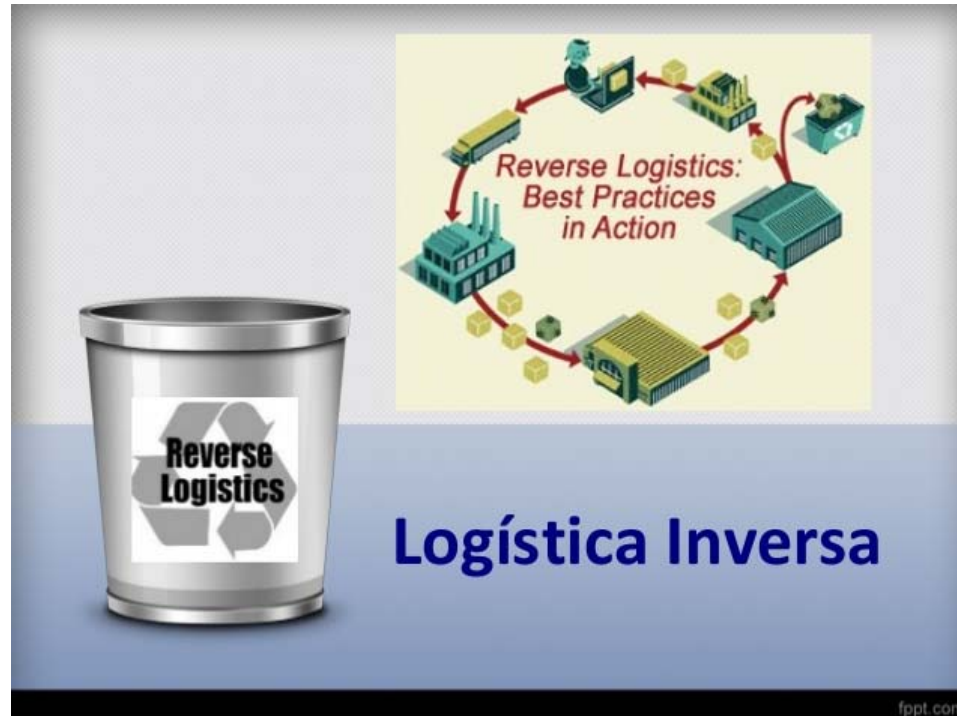 Reverse Logistics:
Best Practices
in Action
Reverse
Logistics
Logística Inversa
fppt.com